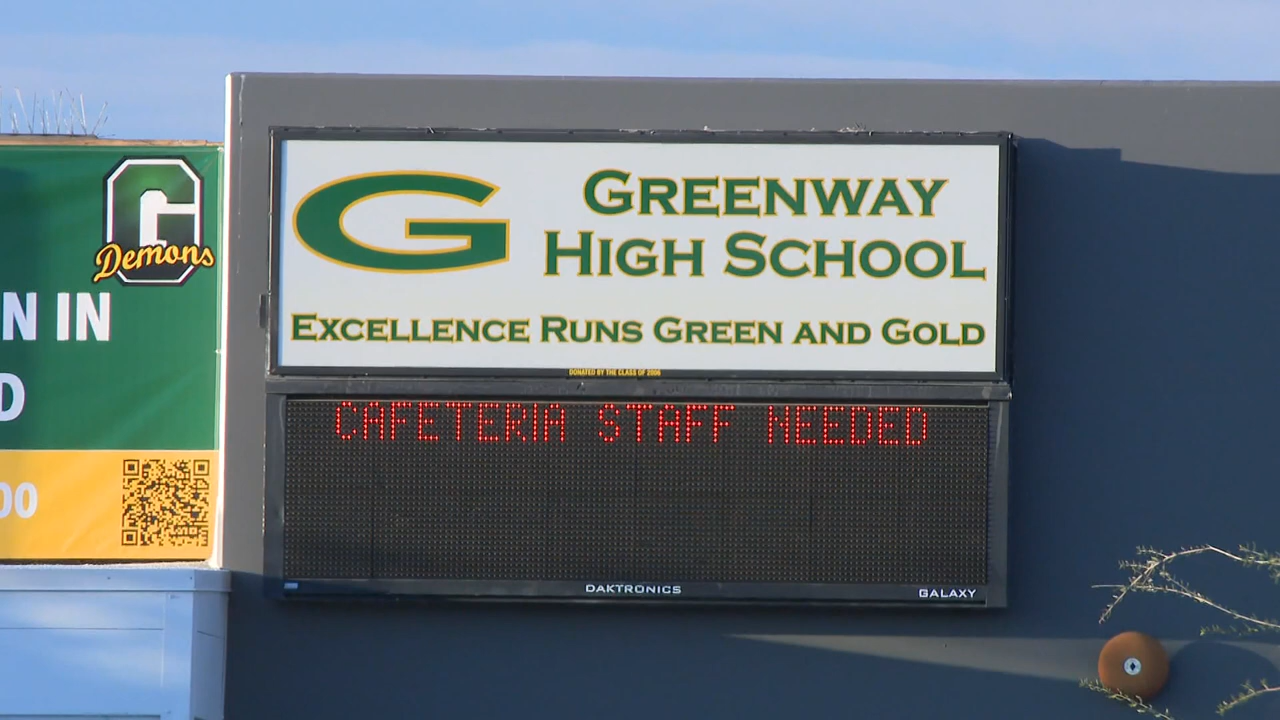 G
Demons
N IN
D
00
G
GREENWAY
HIGH SCHOOL
EXCELLENCE RUNS GREEN AND GOLD
DONATED BY THE CLASS OF 2006
CAFETERIA STAFF NEEDED
DAKTRONICS
GALAXY